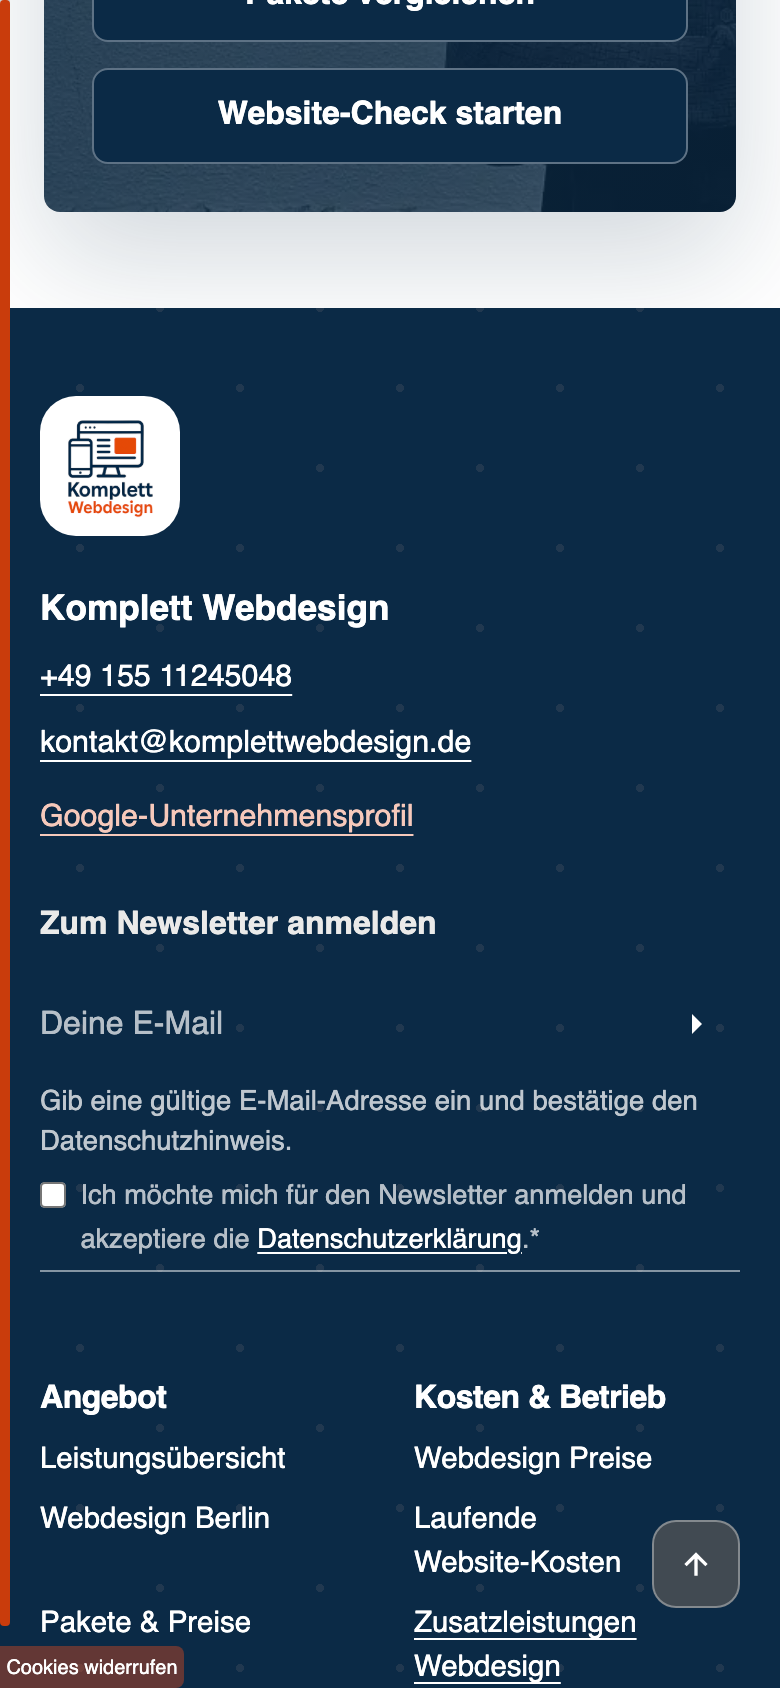 Pakete vergleichen
Website-Check starten
Komplett
Webdesign
Komplett Webdesign
+49 155 11245048
kontakt@komplettwebdesign.de
Google-Unternehmensprofil
Zum Newsletter anmelden
Deine E-Mail
Gib eine gültige E-Mail-Adresse ein und bestätige den
Datenschutzhinweis.
Ich möchte mich für den Newsletter anmelden und
akzeptiere die Datenschutzerklärung.*
Angebot
Leistungsübersicht
Webdesign Berlin
Pakete & Preise
Kosten & Betrieb
Webdesign Preise
Laufende
Website-Kosten
Zusatzleistungen
Webdesign
Cookies widerrufen